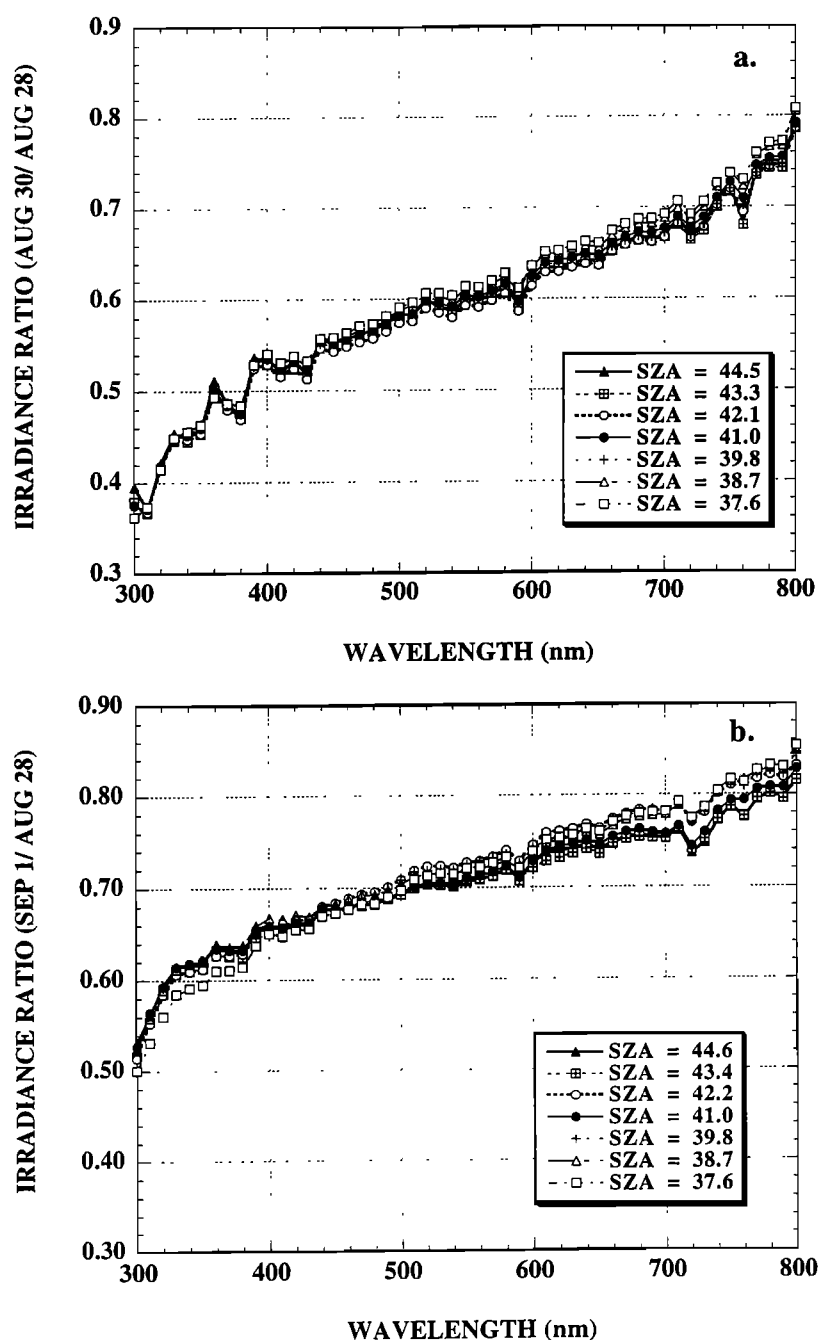 a.
IRRADIANCE RATIO (AUG 30/ AUG 28)
0.9
0.8
0.7
0.6
0.5
0.4
0.3
SZA = 44.5
SZA = 43.3
SZA = 42.1
SZA = 41.0
SZA = 39.8
SZA = 38.7
SZA = 37.6
300 400 500 600 700 800
WAVELENGTH (nm)
b.
IRRADIANCE RATIO (SEP 1/ AUG 28)
0.90
0.80
0.70
0.60
0.50
0.40
0.30
SZA = 44.6
SZA = 43.4
SZA = 42.2
SZA = 41.0
SZA = 39.8
SZA = 38.7
SZA = 37.6
300 400 500 600 700 800
WAVELENGTH (nm)